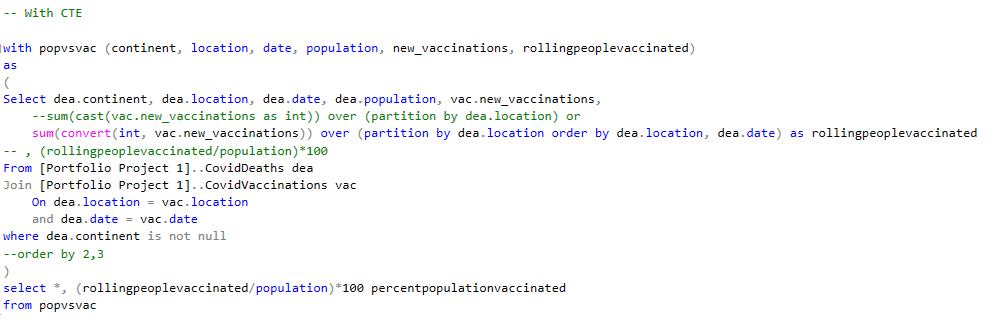 -- With CTE
with popvsvac (continent, location, date, population, new_vaccinations, rollingpeoplevaccinated)
as
(
Select dea.continent, dea.location, dea.date, dea.population, vac.new_vaccinations,
--sum(cast(vac.new_vaccinations as int)) over (partition by dea.location) or
sum(convert(int, vac.new_vaccinations)) over (partition by dea.location order by dea.location, dea.date) as rollingpeoplevaccinated
-- , (rollingpeoplevaccinated/population)*100
From [Portfolio Project 1]..CovidDeaths dea
Join [Portfolio Project 1]..CovidVaccinations vac
On dea.location = vac.location
and dea.date = vac.date
where dea.continent is not null
--order by 2,3
)
select *, (rollingpeoplevaccinated/population)*100 percentpopulationvaccinated
from popvsvac